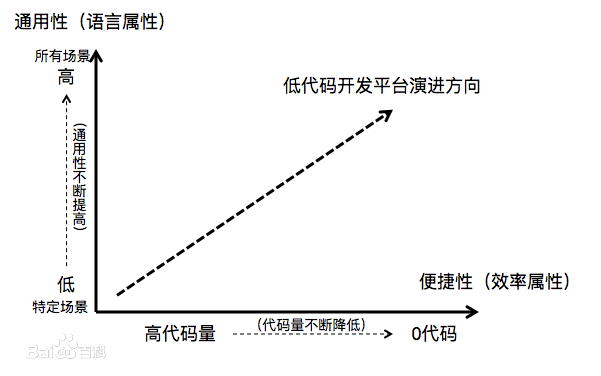 通用性（语言属性）
所有场景
高
低代码开发平台演进方向
（通用性不断提高）
低
特定场景
便捷性（效率属性）
高代码量
（代码量不断降低）
0代码
Bai百科